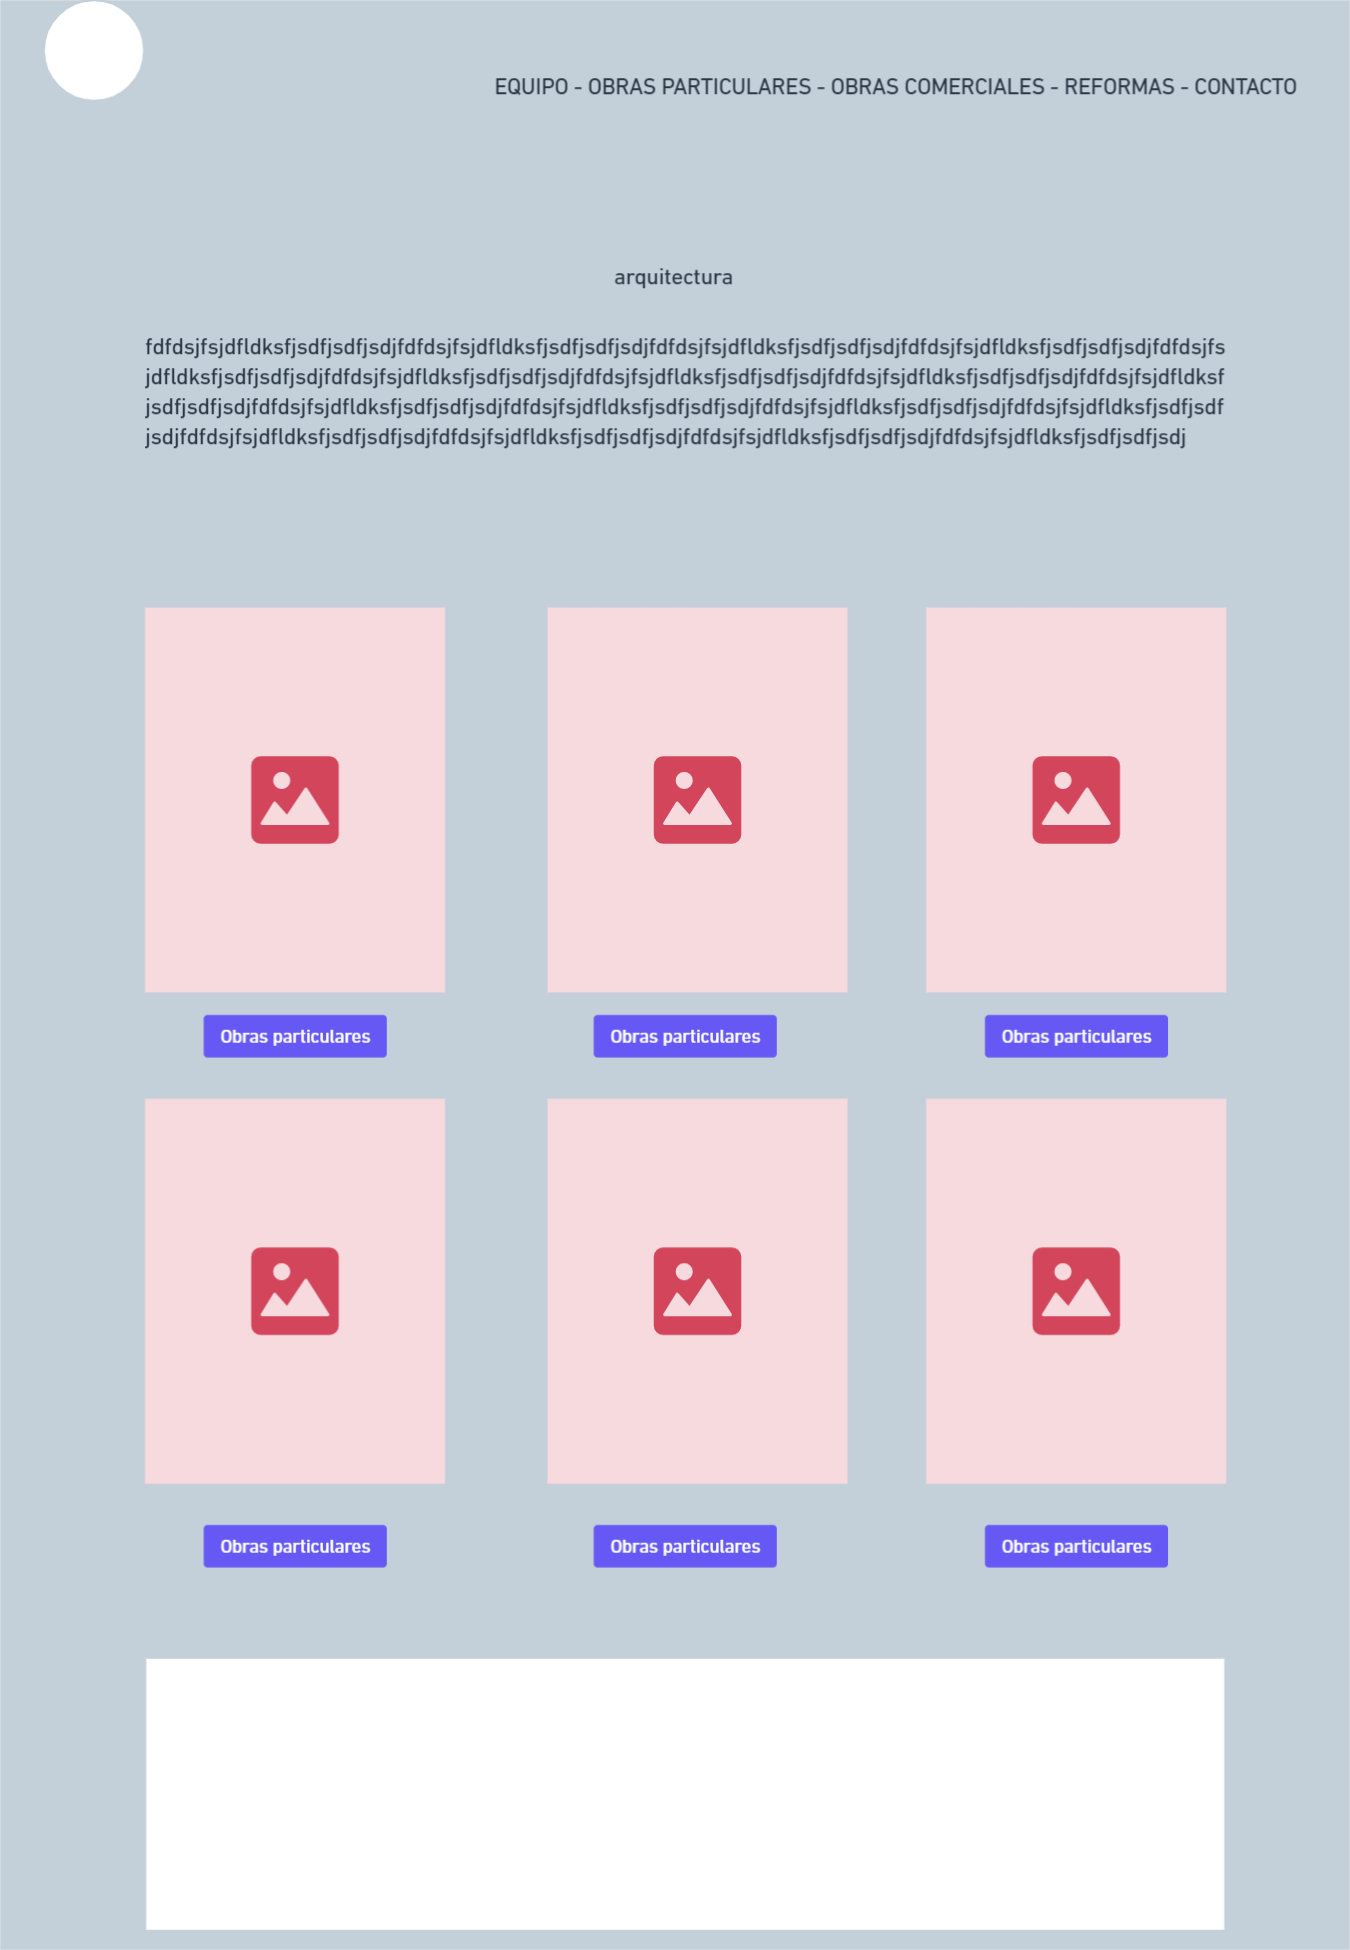 EQUIPO - OBRAS PARTICULARES - OBRAS COMERCIALES - REFORMAS - CONTACTO
arquitectura
fdfdsjfsjdfldksfjsdfjsdfjsdjfdfdsjfsjdfldksfjsdfjsdfjsdjfdfdsjfsjdfldksfjsdfjsdfjsdjfdfdsjfsjdfldksfjsdfjsdfjsdjfdfdsjfs
jdfldksfjsdfjsdfjsdjfdfdsjfsjdfldksfjsdfjsdfjsdjfdfdsjfsjdfldksfjsdfjsdfjsdjfdfdsjfsjdfldksfjsdfjsdfjsdjfdfdsjfsjdfldksf
jsdfjsdfjsdjfdfdsjfsjdfldksfjsdfjsdfjsdjfdfdsjfsjdfldksfjsdfjsdfjsdjfdfdsjfsjdfldksfjsdfjsdfjsdjfdfdsjfsjdfldksfjsdfjsdf
jsdjfdfdsjfsjdfldksfjsdfjsdfjsdjfdfdsjfsjdfldksfjsdfjsdfjsdjfdfdsjfsjdfldksfjsdfjsdfjsdjfdfdsjfsjdfldksfjsdfjsdfjsdj
Obras particulares
Obras particulares
Obras particulares
Obras particulares
Obras particulares
Obras particulares